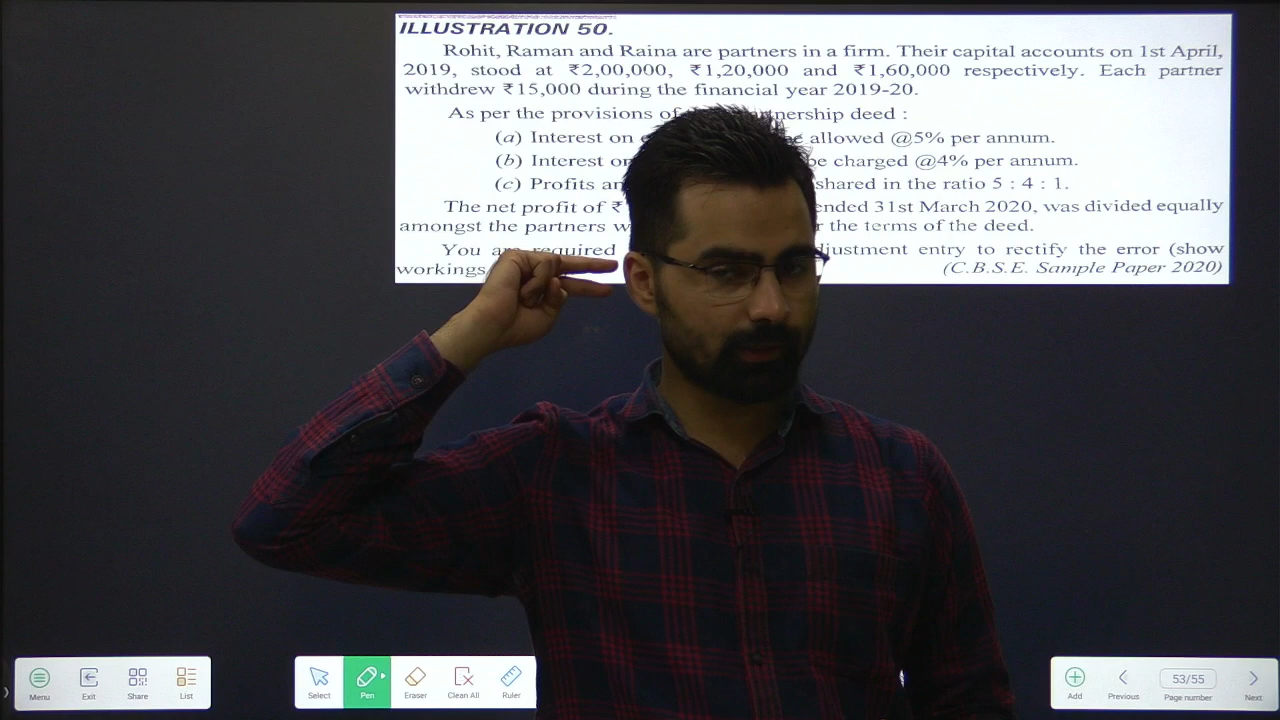 ILLUSTRATION 50.
Rohit, Raman and Raina are partners in a firm. Their capital accounts on 1st April,
2019, stood at ₹2,00,000, ₹1,20,000 and ₹1,60,000 respectively. Each partner
withdrew ₹15,000 during the financial year 2019-20.
As per the provisions of deed :
(a) Interest on allowed @5% per annum.
(b) Interest on be charged @4% per annum.
(c) Profits shared in the ratio 5 : 4 : 1.
The net profit of ₹ ended 31st March 2020, was divided equally
amongst the partners the terms of the deed.
You are required entry to rectify the error (show
workings (C.B.S.E. Sample Paper 2020)
Menu
Exit
Share
List
Select
Pen
Eraser
Clean All
Ruler
Add
Previous
53/55
Page number
Next